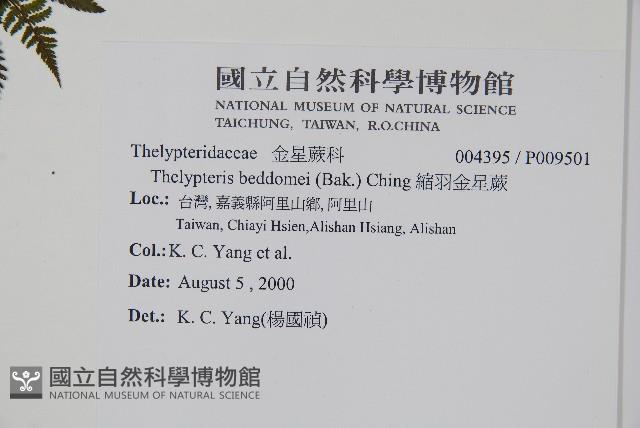 國立自然科學博物館
NATIONAL MUSEUM OF NATURAL SCIENCE
TAICHUNG, TAIWAN, R.O.CHINA
Thelypteridaceae 金星蕨科 004395 / P009501
Thelypteris beddomei (Bak.) Ching 縮羽金星蕨
Loc.: 台灣, 嘉義縣阿里山鄉, 阿里山
Taiwan, Chiayi Hsien,Alishan Hsiang, Alishan
Col.: K. C. Yang et al.
Date: August 5 , 2000
Det.: K. C. Yang(楊國禎)
國立自然科學博物館
NATIONAL MUSEUM OF NATURAL SCIENCE